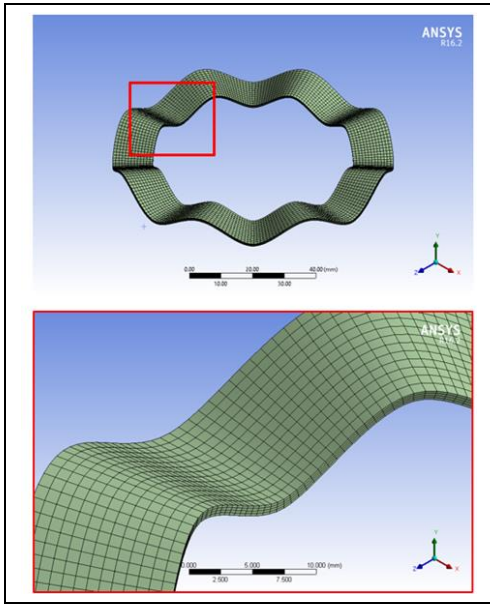 ANSYS
R16.2
0.00 20.00 40.00 (mm)
10.00 30.00
Y
Z X
ANSYS
R16.2
0.000 5.000 10.000 (mm)
2.500 7.500
Y
Z X